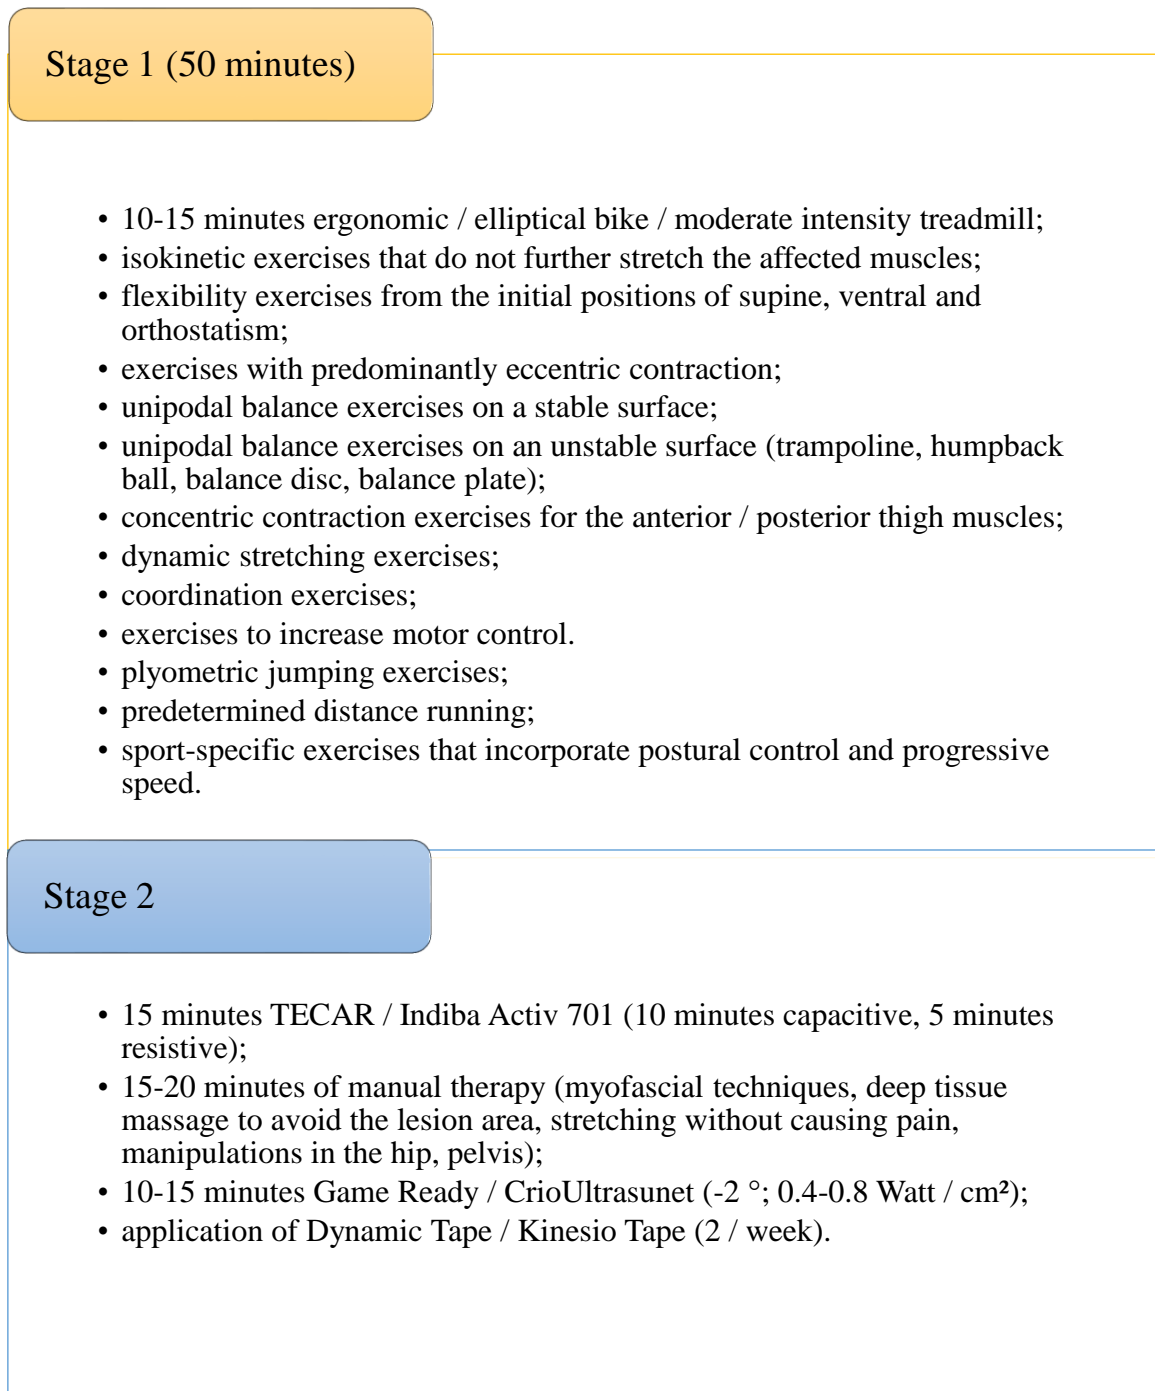 Stage 1 (50 minutes)
• 10-15 minutes ergonomic / elliptical bike / moderate intensity treadmill;
• isokinetic exercises that do not further stretch the affected muscles;
• flexibility exercises from the initial positions of supine, ventral and
orthostatism;
• exercises with predominantly eccentric contraction;
• unipodal balance exercises on a stable surface;
• unipodal balance exercises on an unstable surface (trampoline, humpback
ball, balance disc, balance plate);
• concentric contraction exercises for the anterior / posterior thigh muscles;
• dynamic stretching exercises;
• coordination exercises;
• exercises to increase motor control.
• plyometric jumping exercises;
• predetermined distance running;
• sport-specific exercises that incorporate postural control and progressive
speed.
Stage 2
• 15 minutes TECAR / Indiba Activ 701 (10 minutes capacitive, 5 minutes
resistive);
• 15-20 minutes of manual therapy (myofascial techniques, deep tissue
massage to avoid the lesion area, stretching without causing pain,
manipulations in the hip, pelvis);
• 10-15 minutes Game Ready / CrioUltrasunet (-2 °; 0.4-0.8 Watt / cm²);
• application of Dynamic Tape / Kinesio Tape (2 / week).